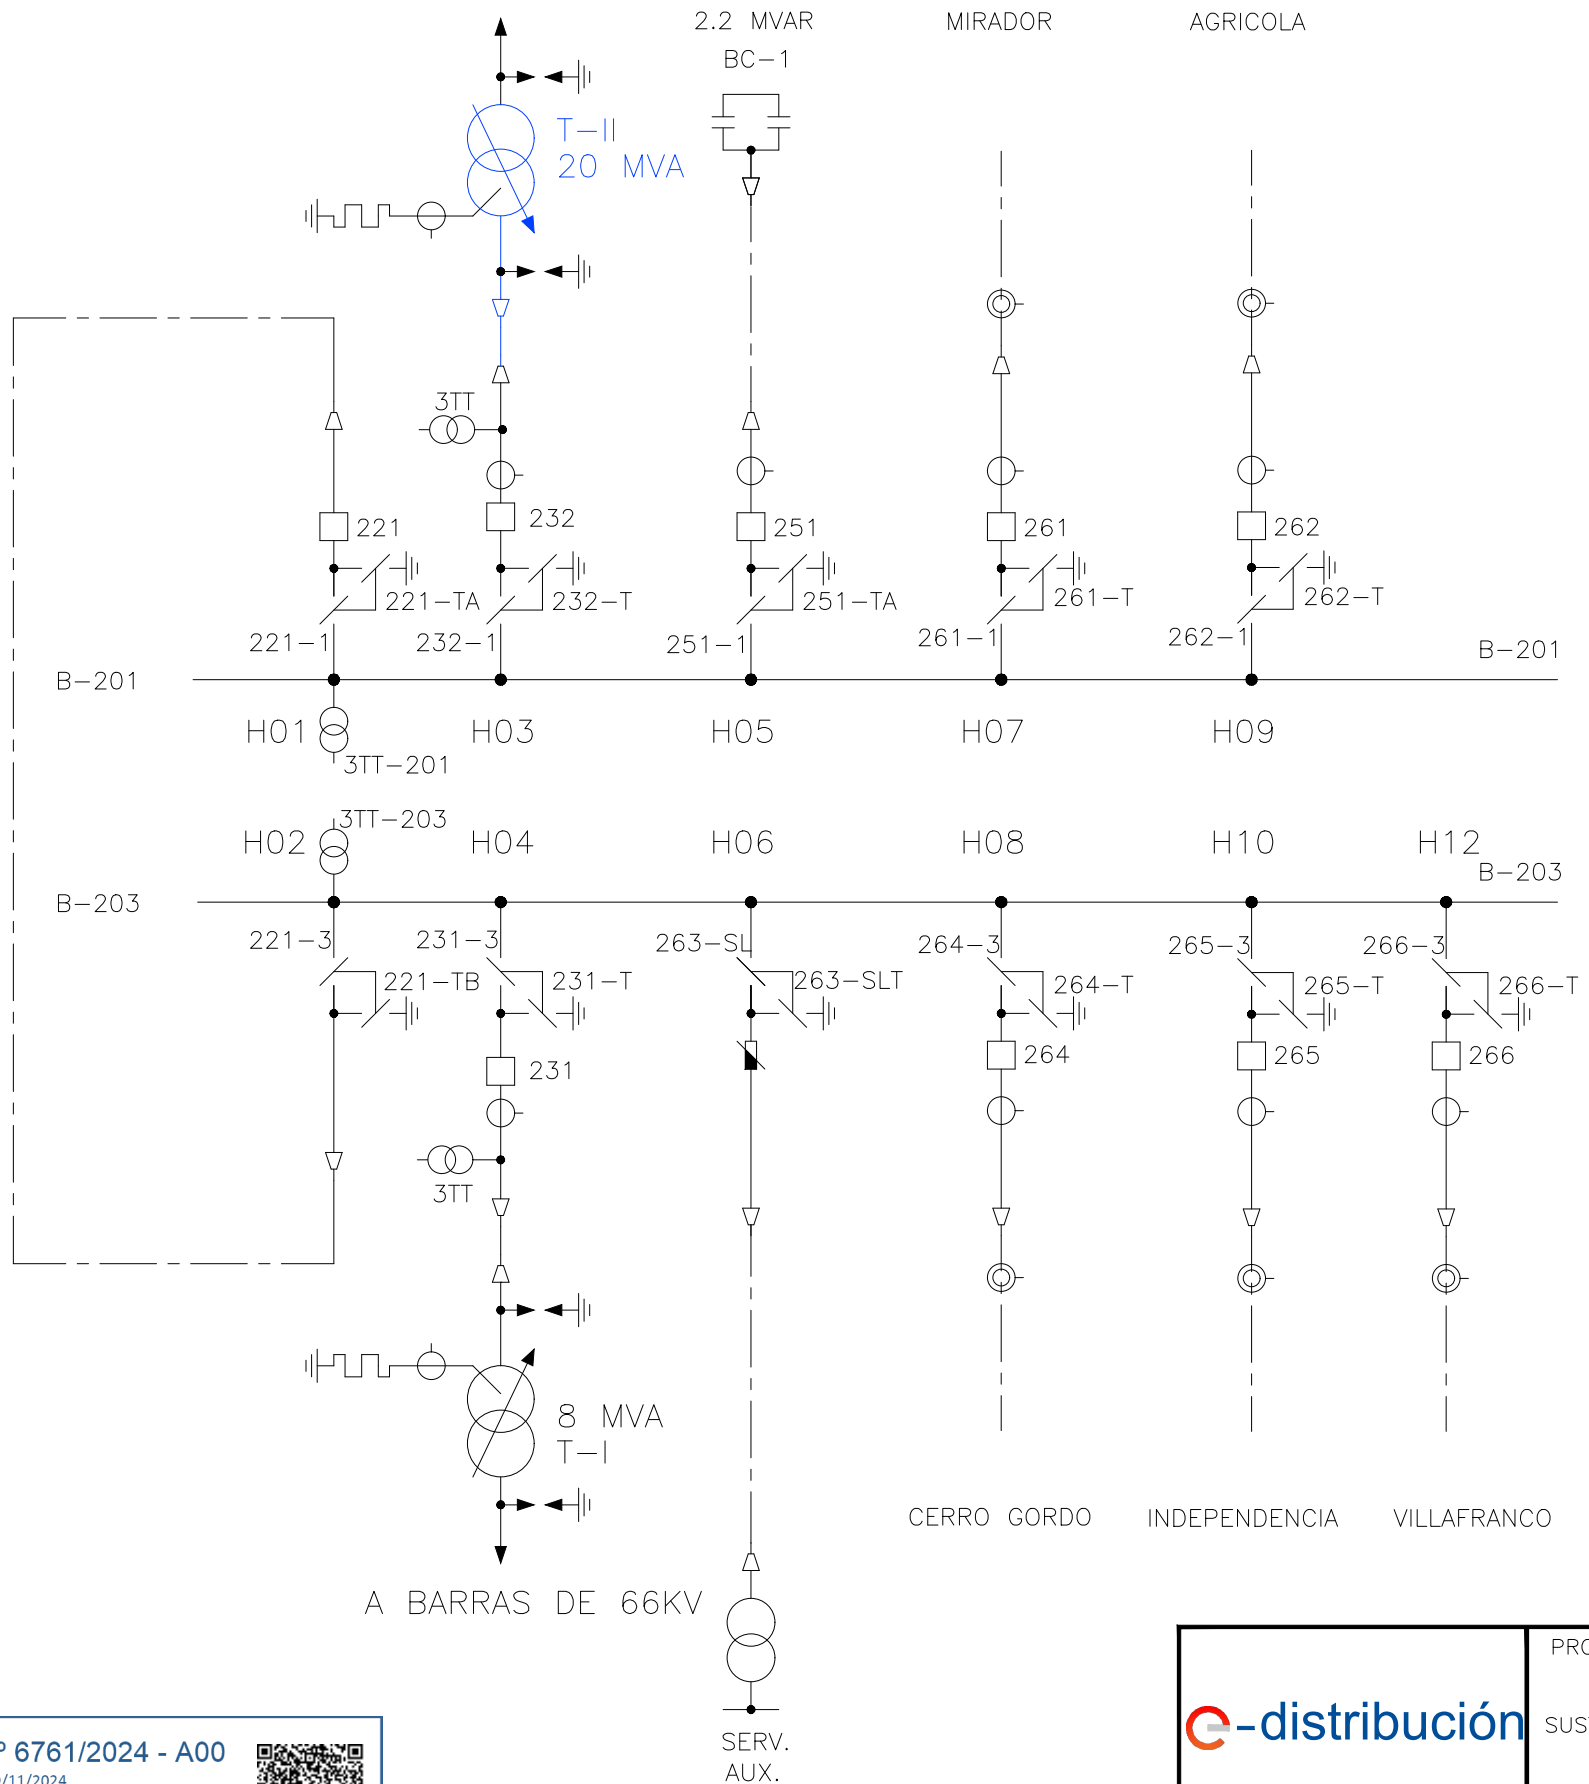 2.2 MVAR
BC-1
MIRADOR
AGRICOLA
T-II
20 MVA
3TT
221
232
251
261
262
221-TA
232-T
251-TA
261-T
262-T
221-1
232-1
251-1
261-1
262-1
B-201
B-201
H01
H03
H05
H07
H09
3TT-201
3TT-203
H02
H04
H06
H08
H10
H12
B-203
B-203
221-3
231-3
263-SL
264-3
265-3
266-3
221-TB
231-T
263-SLT
264-T
265-T
266-T
231
264
265
266
3TT
8 MVA
T-I
CERRO GORDO
INDEPENDENCIA
VILLAFRANCO
A BARRAS DE 66KV
SERV.
AUX.
e-distribución
º 6761/2024 - A00
/11/2024